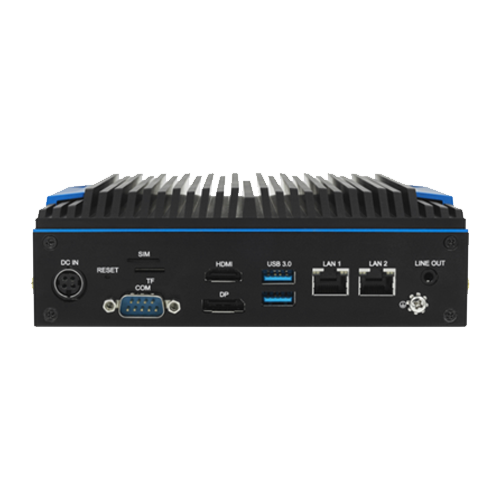 DC IN
RESET
SIM
TF
COM
HDMI
DP
USB 3.0
LAN 1
LAN 2
LINE OUT